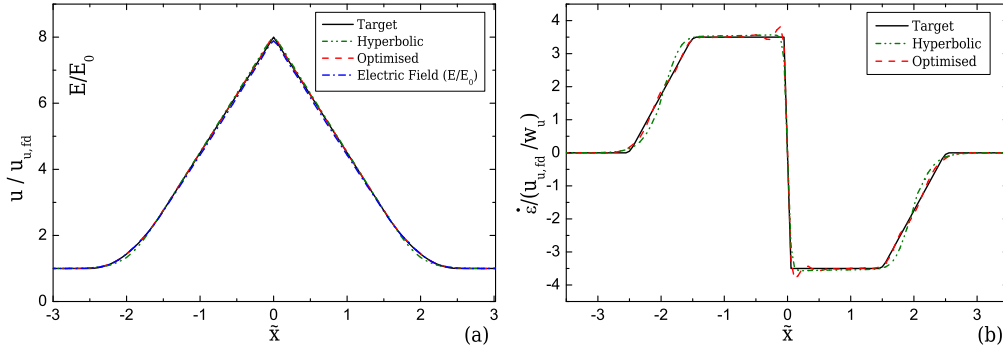 8
6
4
2
0
-3
-2
-1
0
1
2
3
u / u_{u,fd}
E/E_0
x̃
(a)
Target
Hyperbolic
Optimised
Electric Field (E/E_0)
4
3
2
1
0
-1
-2
-3
-4
-3
-2
-1
0
1
2
3
ε̇/(u_{u,fd} /w_u)
x̃
(b)
Target
Hyperbolic
Optimised